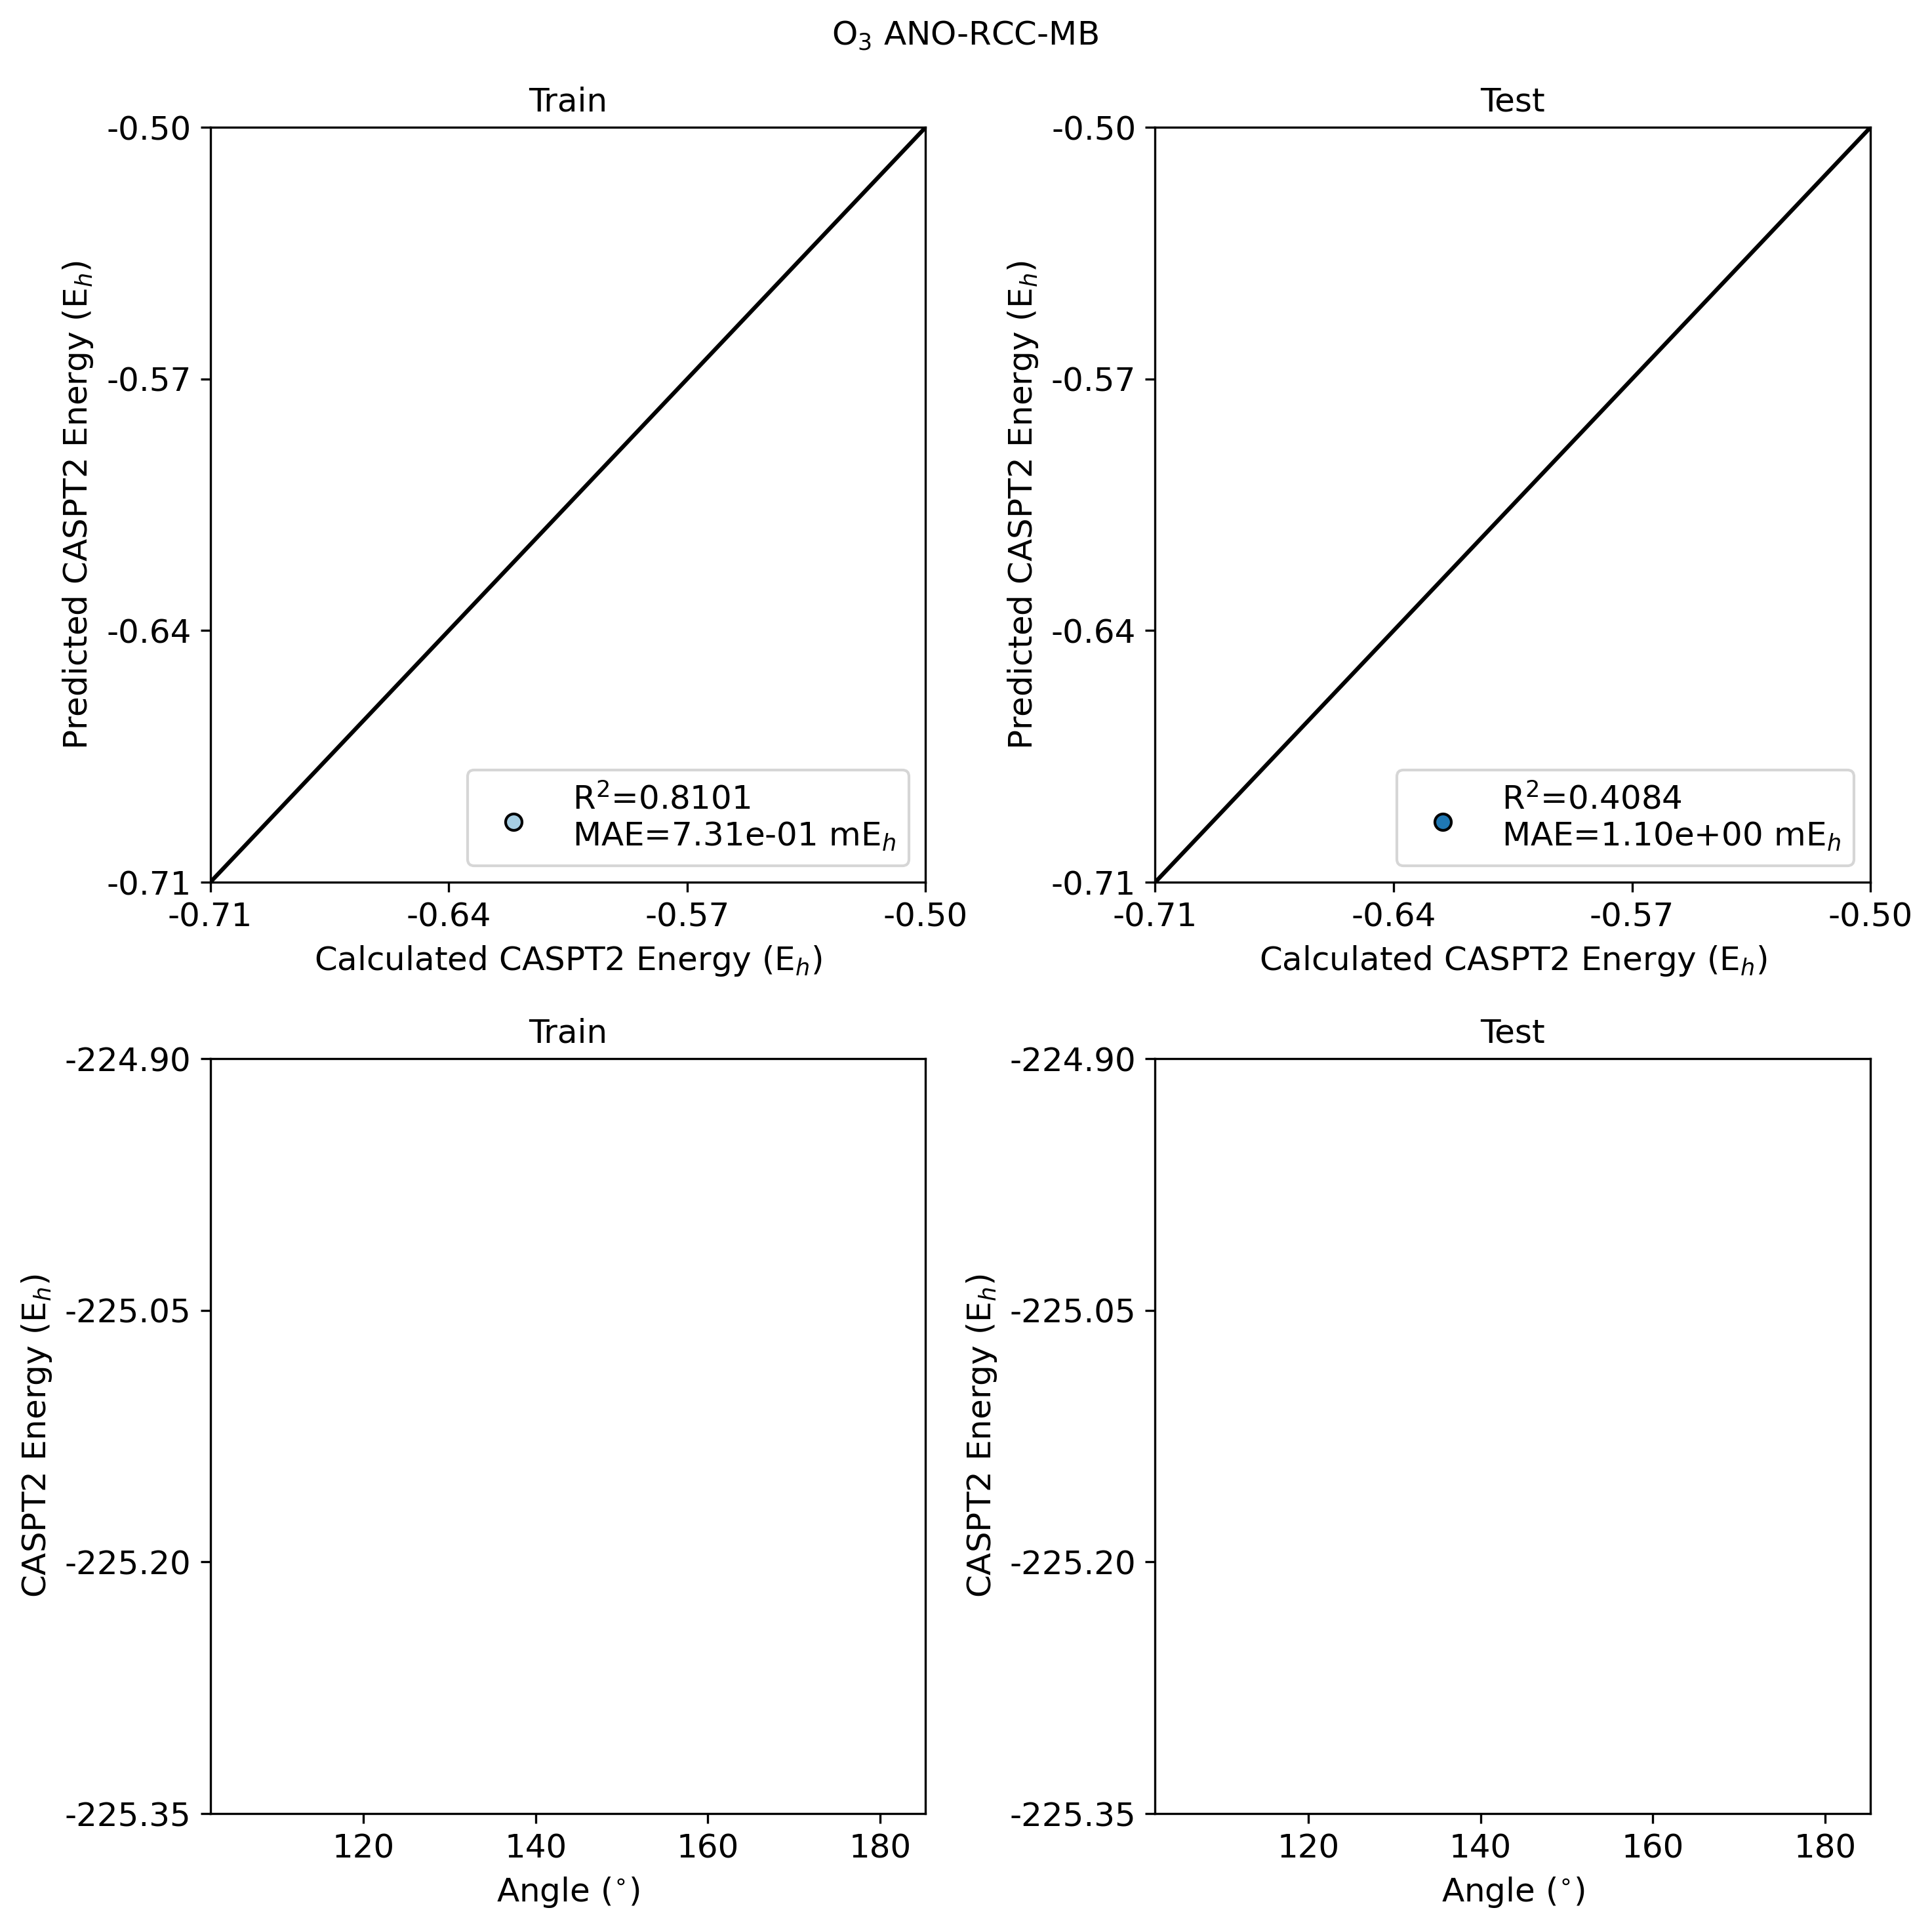 O₃ ANO-RCC-MB
Train
-0.50
-0.57
-0.64
-0.71
Predicted CASPT2 Energy (Eₕ)
R²=0.8101
MAE=7.31e-01 mEₕ
-0.71 -0.64 -0.57 -0.50
Calculated CASPT2 Energy (Eₕ)
Test
-0.50
-0.57
-0.64
-0.71
Predicted CASPT2 Energy (Eₕ)
R²=0.4084
MAE=1.10e+00 mEₕ
-0.71 -0.64 -0.57 -0.50
Calculated CASPT2 Energy (Eₕ)
Train
-224.90
-225.05
-225.20
-225.35
CASPT2 Energy (Eₕ)
120 140 160 180
Angle (°)
Test
-224.90
-225.05
-225.20
-225.35
CASPT2 Energy (Eₕ)
120 140 160 180
Angle (°)